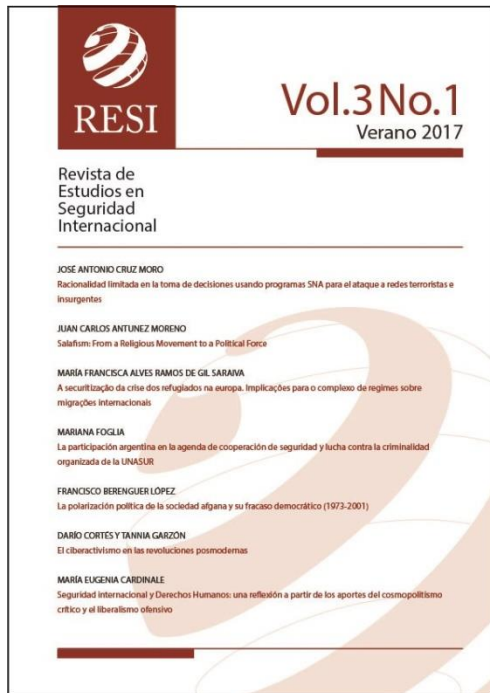 RESI
Vol.3 No.1
Verano 2017
Revista de
Estudios en
Seguridad
Internacional
JOSÉ ANTONIO CRUZ MORO
Racionalidad limitada en la toma de decisiones usando programas SNA para el ataque a redes terroristas e
insurgentes
JUAN CARLOS ANTUNEZ MORENO
Salafism: From a Religious Movement to a Political Force
MARÍA FRANCISCA ALVES RAMOS DE GIL SARAIVA
A securitização da crise dos refugiados na europa. Implicações para o complexo de regimes sobre
migrações internacionais
MARIANA FOGLIA
La participación argentina en la agenda de cooperación de seguridad y lucha contra la criminalidad
organizada de la UNASUR
FRANCISCO BERENGUER LÓPEZ
La polarización política de la sociedad afgana y su fracaso democrático (1973-2001)
DARÍO CORTÉS Y TANNIA GARZÓN
El ciberactivismo en las revoluciones posmodernas
MARÍA EUGENIA CARDINALE
Seguridad internacional y Derechos Humanos: una reflexión a partir de los aportes del cosmopolitismo
crítico y el liberalismo ofensivo